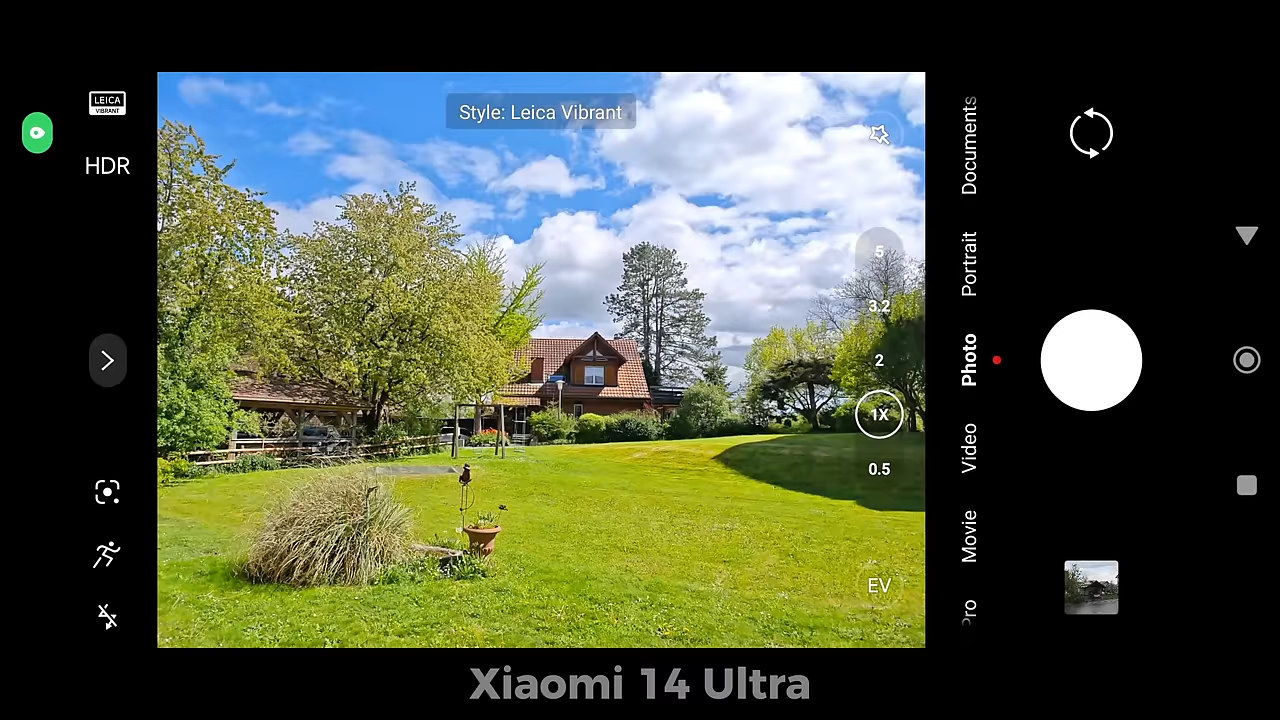 LEICA
VIBRANT
HDR
Style: Leica Vibrant
5
3.2
2
1X
0.5
EV
Documents
Portrait
Photo
Video
Movie
Pro
Xiaomi 14 Ultra